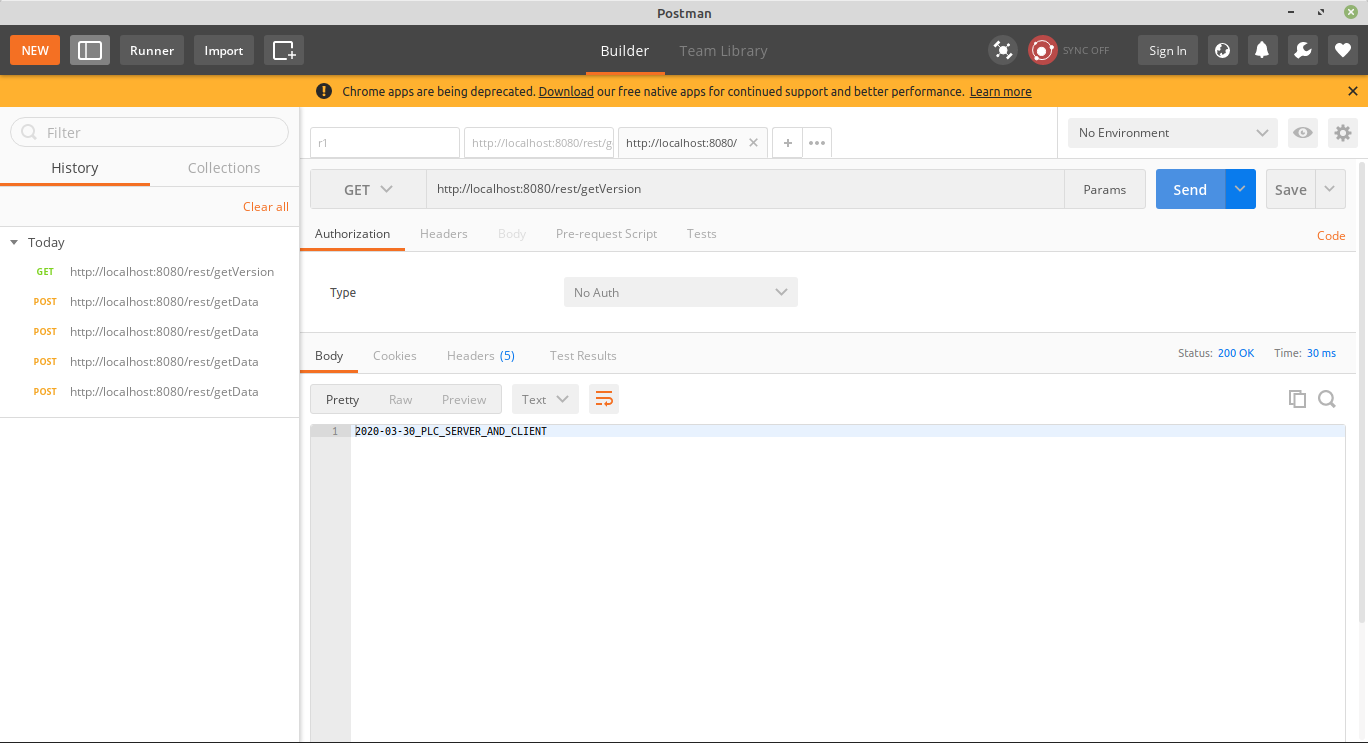 Postman
NEW Runner Import Builder Team Library SYNC OFF Sign In
! Chrome apps are being deprecated. Download our free native apps for continued support and better performance. Learn more
Filter
History Collections
Clear all
Today
GET http://localhost:8080/rest/getVersion
POST http://localhost:8080/rest/getData
POST http://localhost:8080/rest/getData
POST http://localhost:8080/rest/getData
POST http://localhost:8080/rest/getData
r1 http://localhost:8080/rest/g http://localhost:8080/ + ••• No Environment
GET http://localhost:8080/rest/getVersion Params Send Save
Authorization Headers Body Pre-request Script Tests Code
Type No Auth
Body Cookies Headers (5) Test Results Status: 200 OK Time: 30 ms
Pretty Raw Preview Text
1 2020-03-30_PLC_SERVER_AND_CLIENT